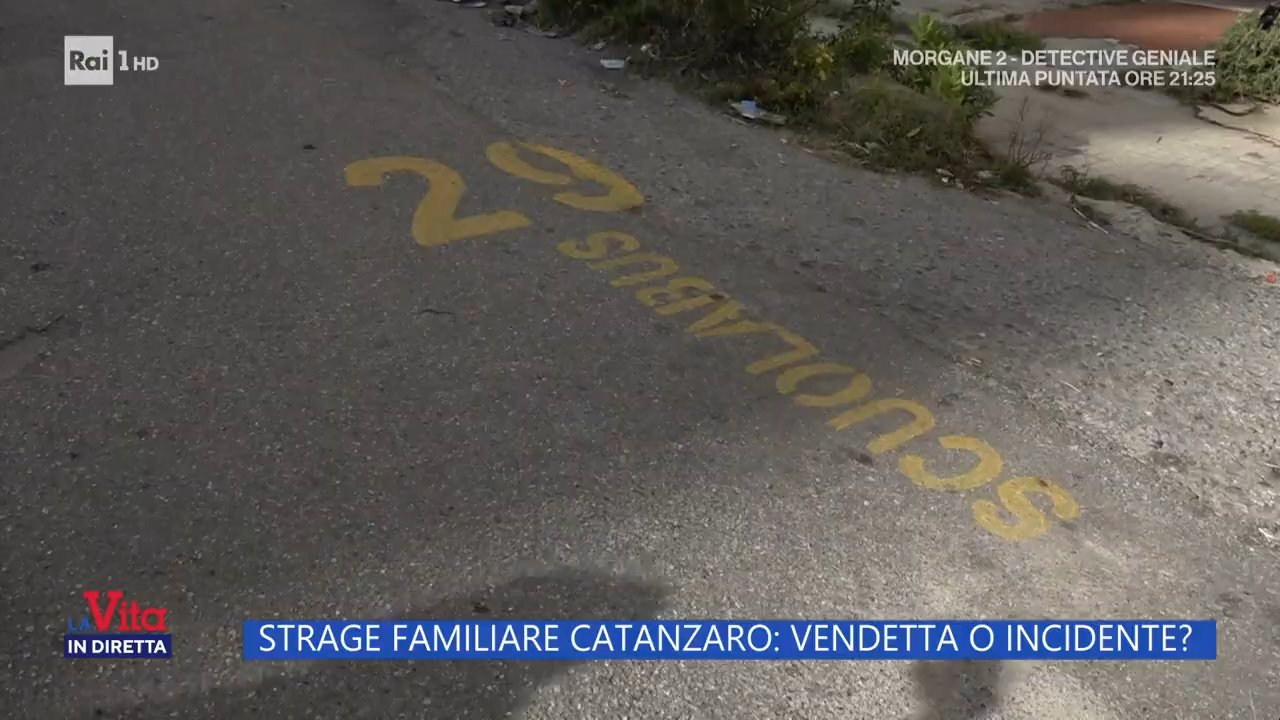 Rai 1 HD
MORGANE 2 - DETECTIVE GENIALE
ULTIMA PUNTATA ORE 21:25
SCUOLABUS
2
LA Vita
IN DIRETTA
STRAGE FAMILIARE CATANZARO: VENDETTA O INCIDENTE?